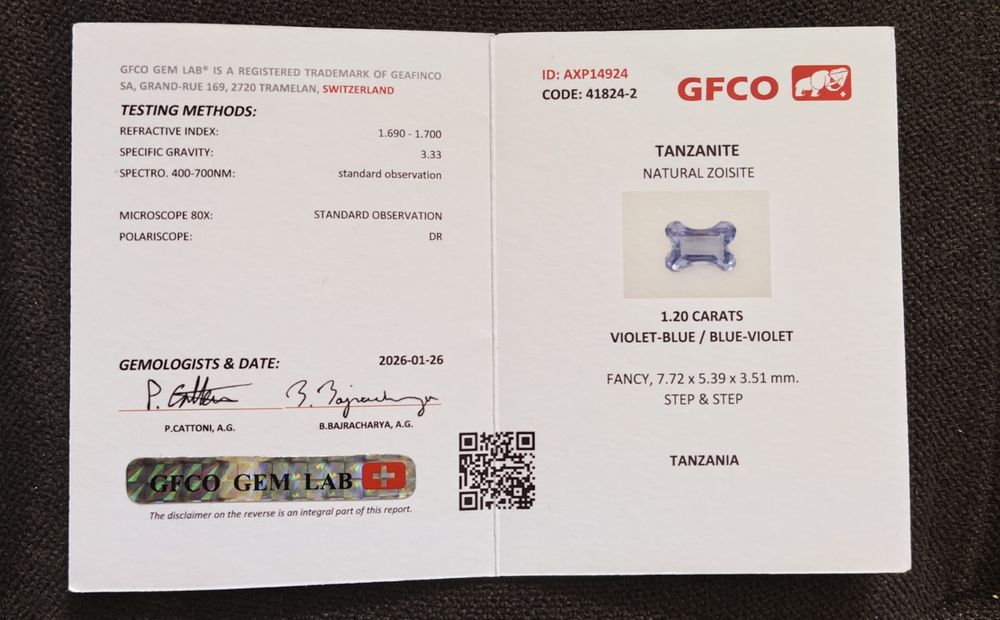 GFCO GEM LAB® IS A REGISTERED TRADEMARK OF GEAFINCO
SA, GRAND-RUE 169, 2720 TRAMELAN, SWITZERLAND
TESTING METHODS:
REFRACTIVE INDEX: 1.690 - 1.700
SPECIFIC GRAVITY: 3.33
SPECTRO. 400-700NM: standard observation
MICROSCOPE 80X: STANDARD OBSERVATION
POLARISCOPE: DR
GEMOLOGISTS & DATE: 2026-01-26
P. Cattoni B. Bajracharya
P.CATTONI, A.G. B.BAJRACHARYA, A.G.
GFCO GEM LAB
The disclaimer on the reverse is an integral part of this report.
ID: AXP14924
CODE: 41824-2
GFCO
TANZANITE
NATURAL ZOISITE
1.20 CARATS
VIOLET-BLUE / BLUE-VIOLET
FANCY, 7.72 x 5.39 x 3.51 mm.
STEP & STEP
TANZANIA